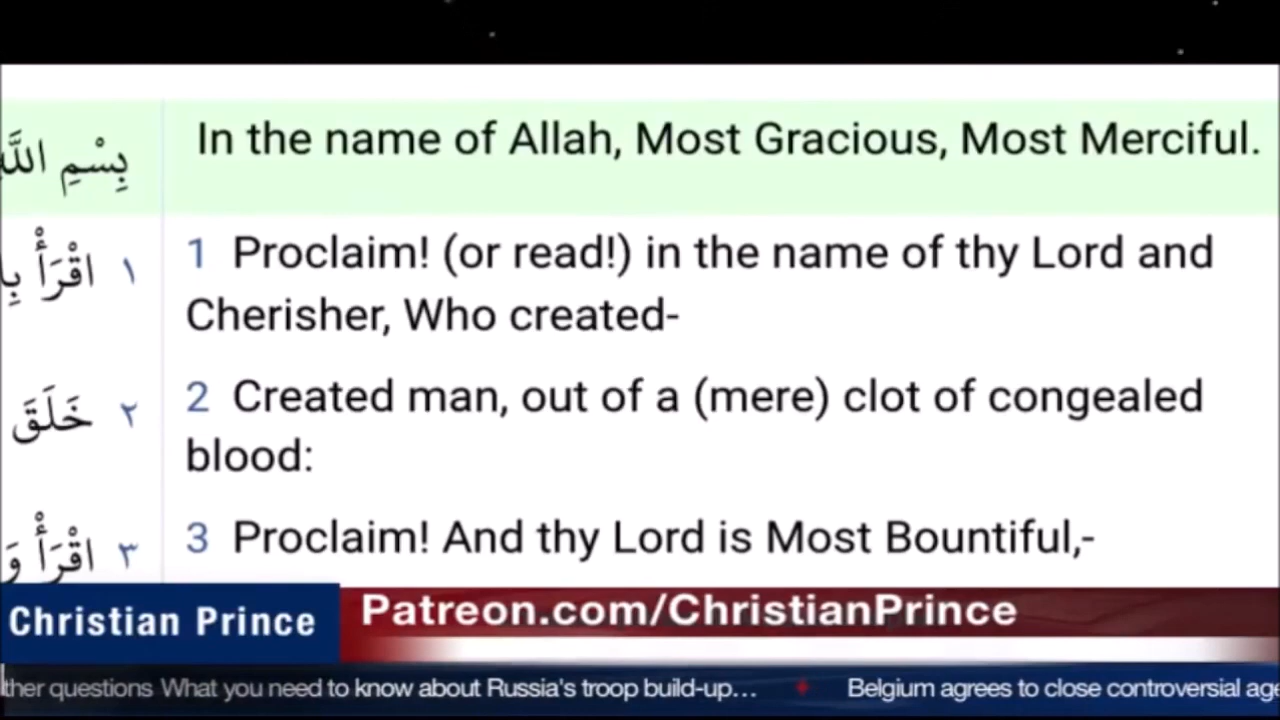 بِسْمِ اللَّهِ
In the name of Allah, Most Gracious, Most Merciful.
١ اقْرَأْ
1 Proclaim! (or read!) in the name of thy Lord and
Cherisher, Who created-
٢ خَلَقَ
2 Created man, out of a (mere) clot of congealed
blood:
٣ اقْرَأْ وَ
3 Proclaim! And thy Lord is Most Bountiful,-
Christian Prince
Patreon.com/ChristianPrince
ther questions What you need to know about Russia's troop build-up… Belgium agrees to close controversial age